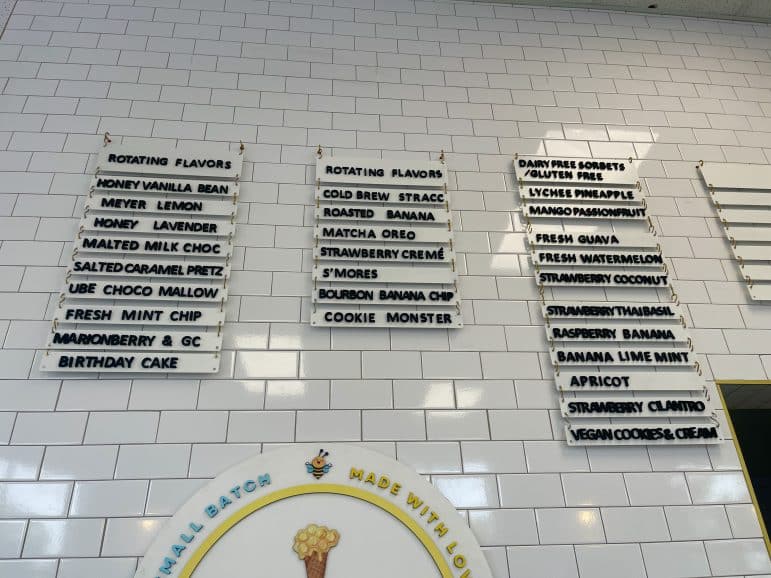 ROTATING FLAVORS
HONEY VANILLA BEAN
MEYER LEMON
HONEY LAVENDER
MALTED MILK CHOC
SALTED CARAMEL PRETZ
UBE CHOCO MALLOW
FRESH MINT CHIP
MARIONBERRY & GC
BIRTHDAY CAKE
ROTATING FLAVORS
COLD BREW STRACC
ROASTED BANANA
MATCHA OREO
STRAWBERRY CREMÉ
S'MORES
BOURBON BANANA CHIP
COOKIE MONSTER
DAIRY FREE SORBETS
/GLUTEN FREE
LYCHEE PINEAPPLE
MANGO PASSIONFRUIT
FRESH GUAVA
FRESH WATERMELON
STRAWBERRY COCONUT
STRAWBERRY THAI BASIL
RASPBERRY BANANA
BANANA LIME MINT
APRICOT
STRAWBERRY CILANTRO
VEGAN COOKIES & CREAM
SMALL BATCH
MADE WITH